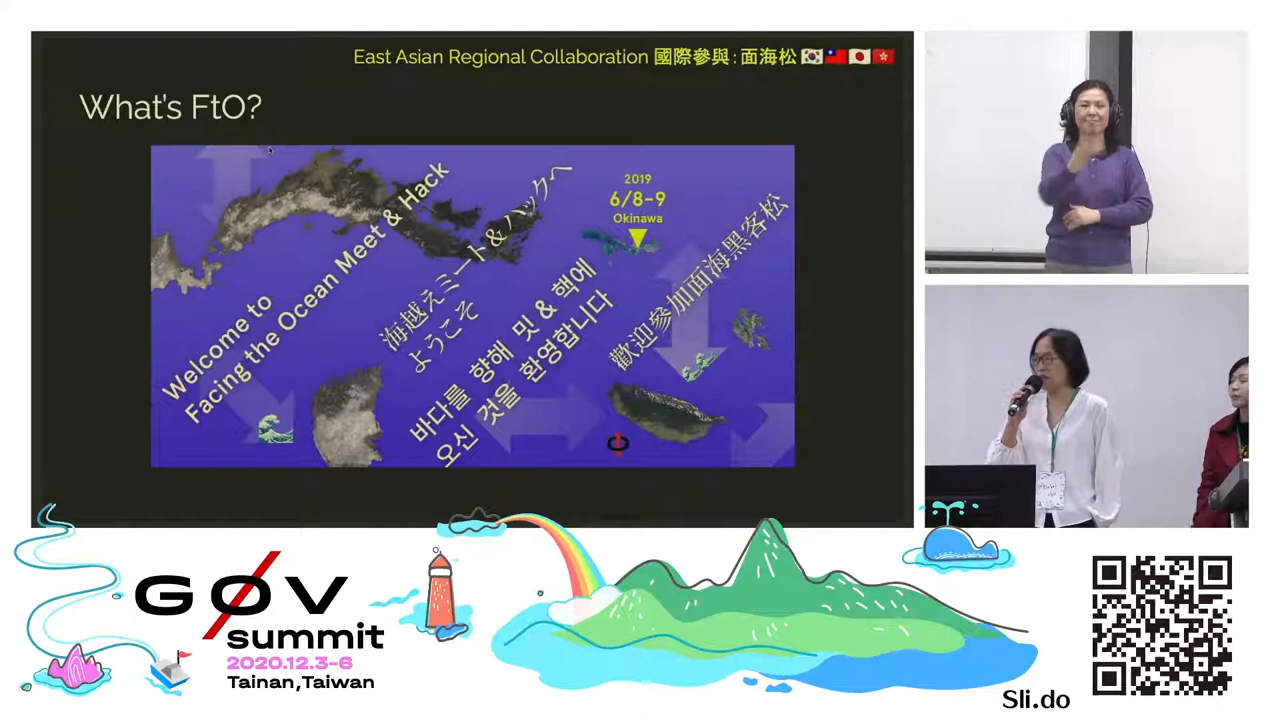 East Asian Regional Collaboration 國際參與：面海松
What's FtO?
Welcome to
Facing the Ocean Meet & Hack
海越えミート&ハックへ
ようこそ
바다를 향해 밋 & 핵에
오신 것을 환영합니다
歡迎參加面海黑客松
2019
6/8-9
Okinawa
GØV
summit
2020.12.3-6
Tainan,Taiwan
Sli.do